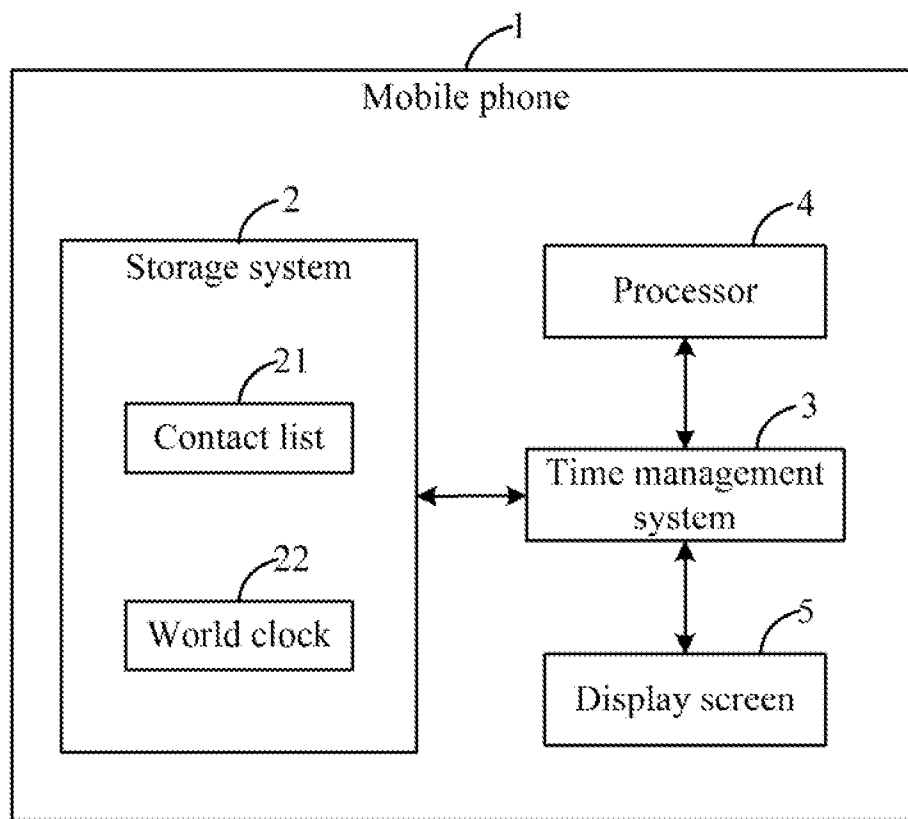 1
Mobile phone
2
Storage system
21
Contact list
22
World clock
4
Processor
3
Time management
system
5
Display screen